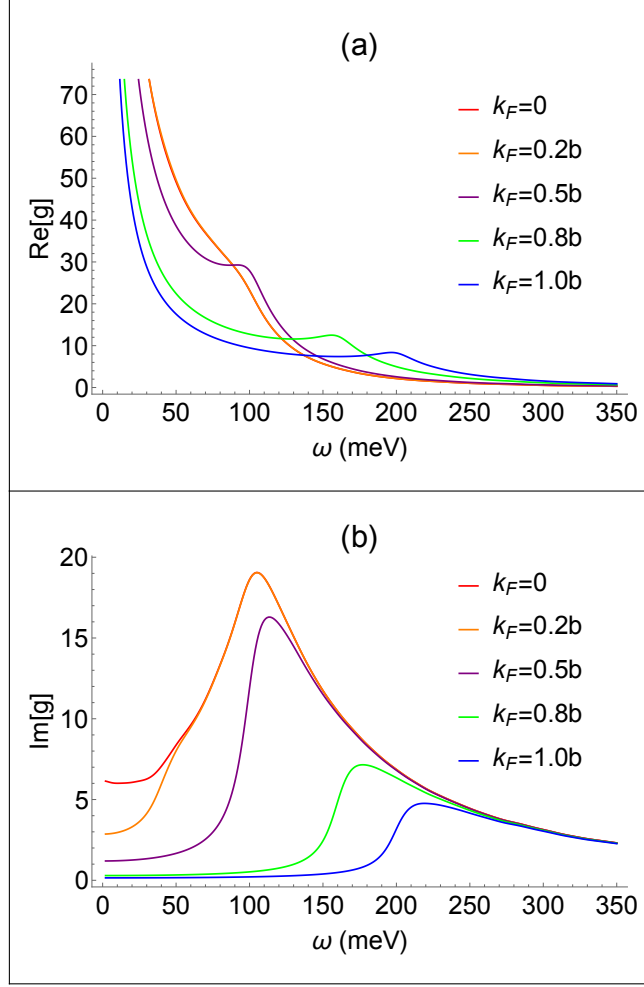 (a)
Re[g]
70
60
50
40
30
20
10
0
k_F=0
k_F=0.2b
k_F=0.5b
k_F=0.8b
k_F=1.0b
0 50 100 150 200 250 300 350
ω (meV)
(b)
Im[g]
20
15
10
5
0
k_F=0
k_F=0.2b
k_F=0.5b
k_F=0.8b
k_F=1.0b
0 50 100 150 200 250 300 350
ω (meV)